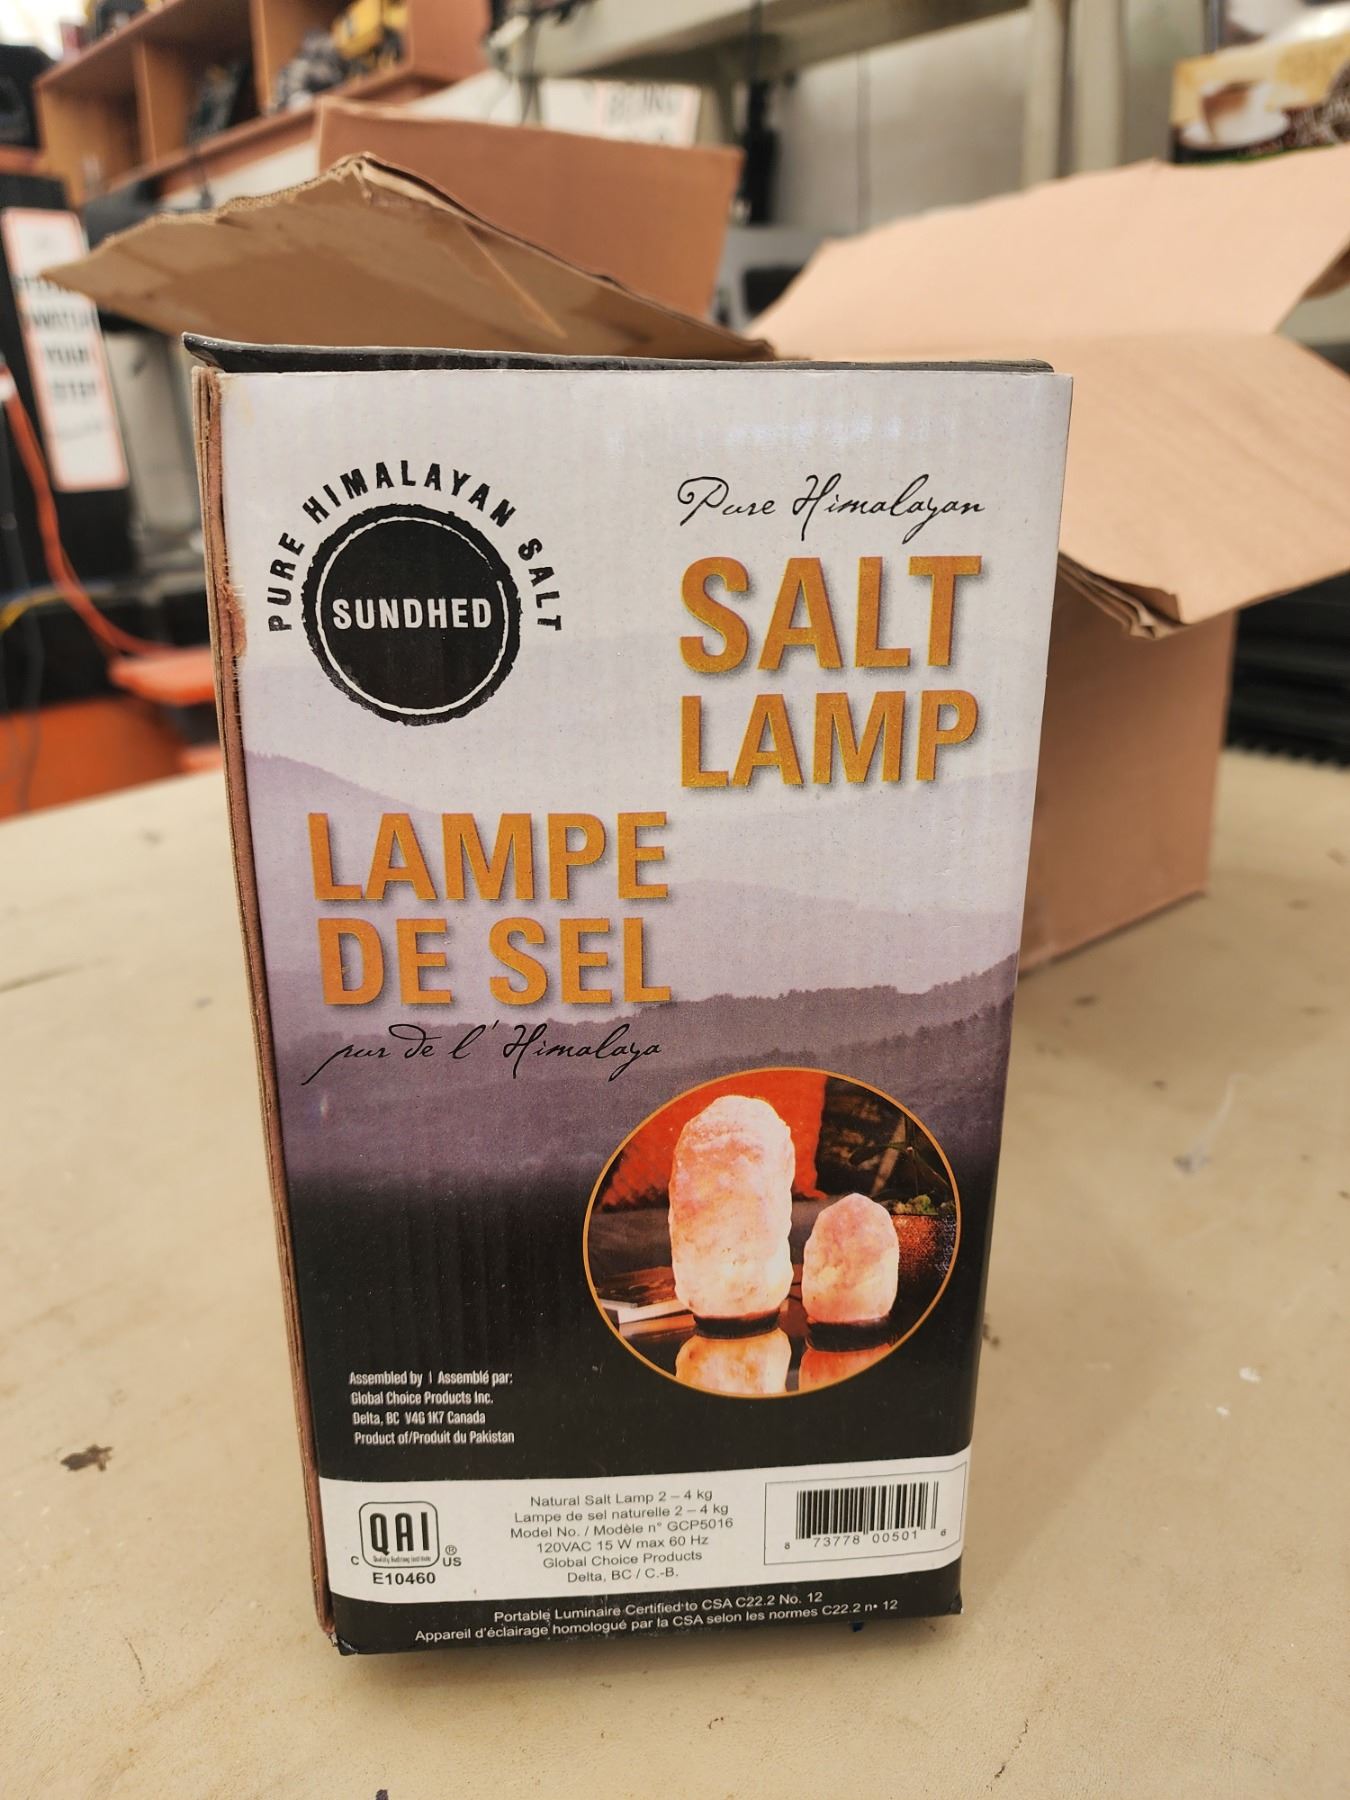 PURE HIMALAYAN SALT
SUNDHED
Pure Himalayan
SALT
LAMP
LAMPE
DE SEL
pur de l'Himalaya
Assembled by | Assemblé par:
Global Choice Products Inc.
Delta, BC V4G 1K7 Canada
Product of/Produit du Pakistan
QAI
Quality Auditing Institute
C ® US
E10460
Natural Salt Lamp 2 – 4 kg
Lampe de sel naturelle 2 – 4 kg
Model No. / Modèle n° GCP5016
120VAC 15 W max 60 Hz
Global Choice Products
Delta, BC / C.-B.
8 73778 00501 6
Portable Luminaire Certified to CSA C22.2 No. 12
Appareil d'éclairage homologué par la CSA selon les normes C22.2 n• 12